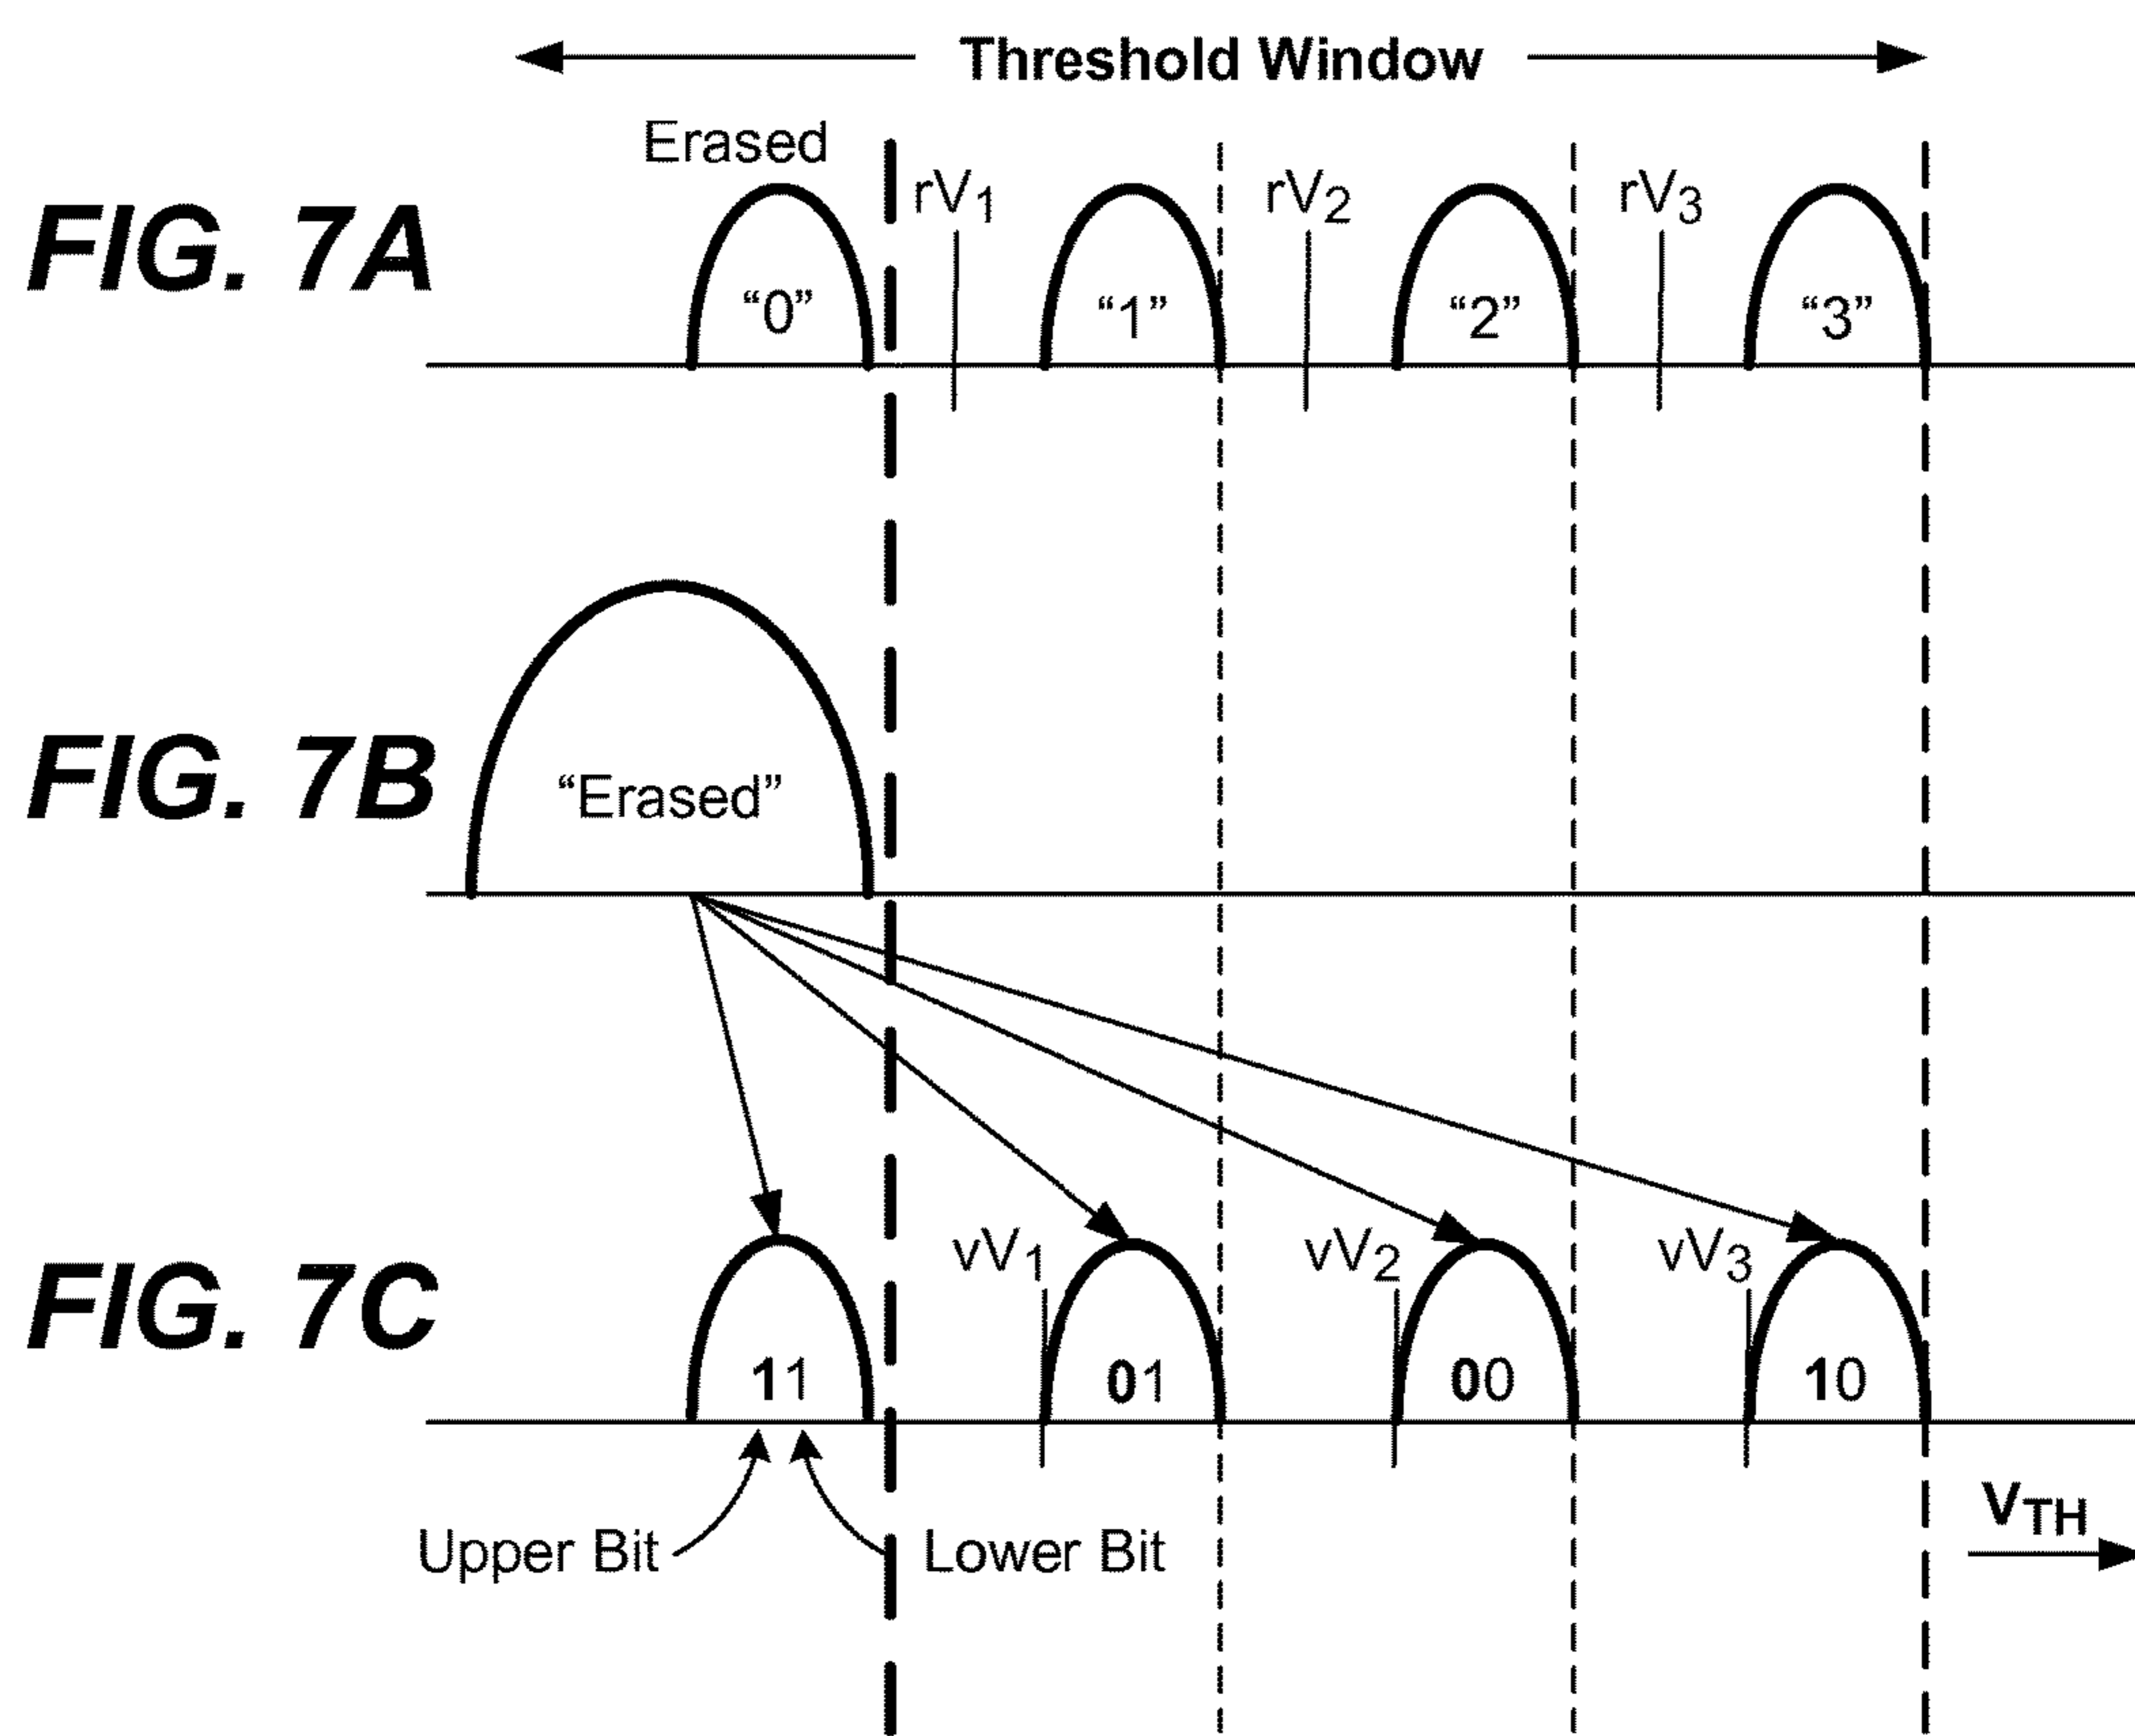 Threshold Window
Erased
rV1 rV2 rV3
FIG. 7A
“0” “1” “2” “3”
FIG. 7B
“Erased”
vV1 vV2 vV3
FIG. 7C
11 01 00 10
VTH
Upper Bit Lower Bit